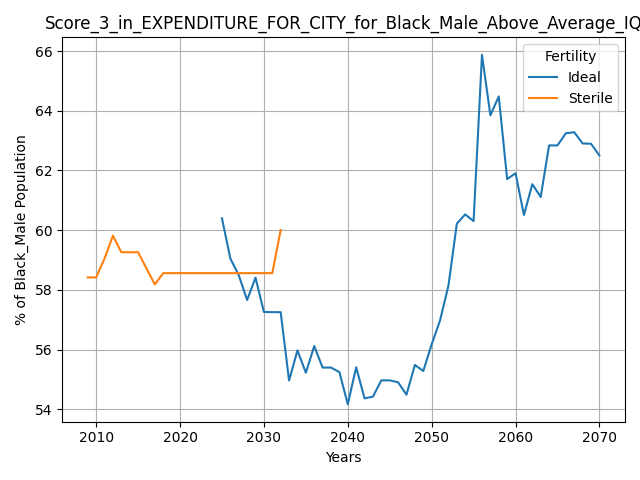 Score_3_in_EXPENDITURE_FOR_CITY_for_Black_Male_Above_Average_IQ
% of Black_Male Population
66
64
62
60
58
56
54
Fertility
Ideal
Sterile
2010 2020 2030 2040 2050 2060 2070
Years